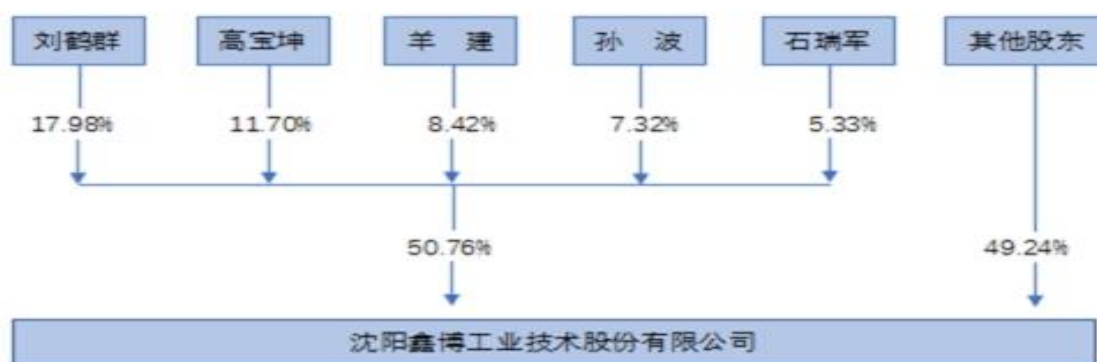 刘鹤群 高宝坤 羊 建 孙 波 石瑞军 其他股东
17.98% 11.70% 8.42% 7.32% 5.33%
50.76% 49.24%
沈阳鑫博工业技术股份有限公司